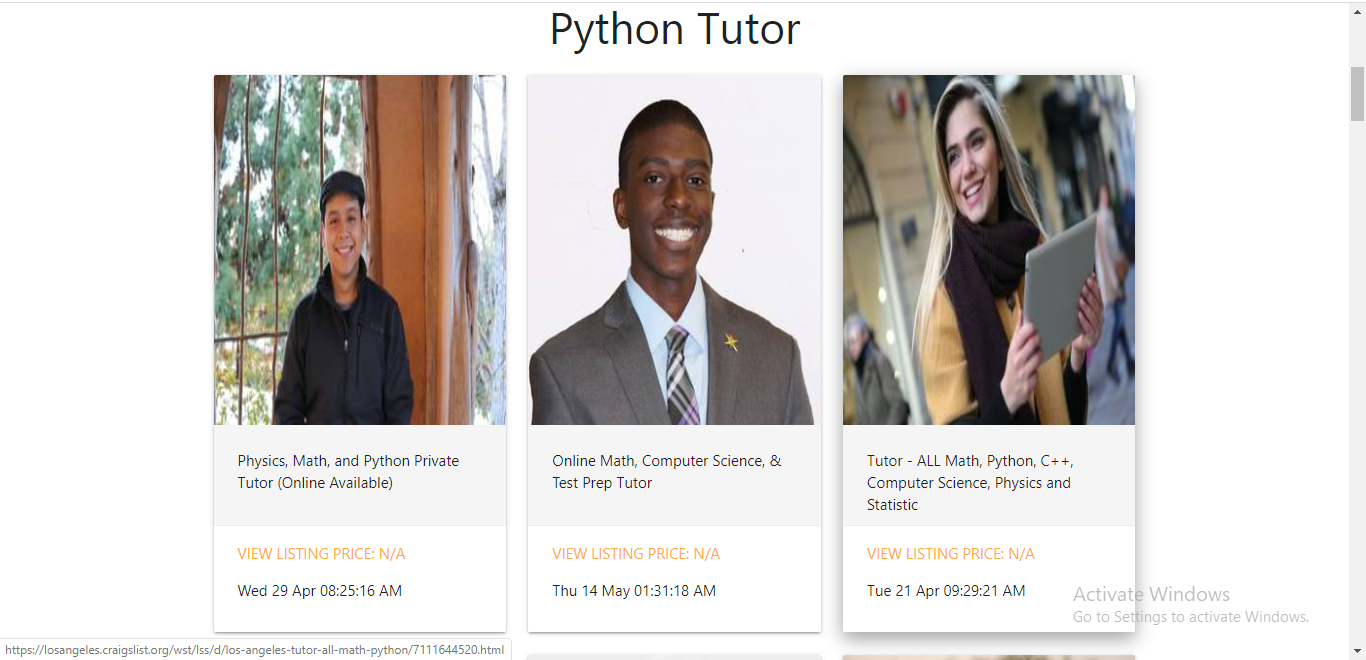 Python Tutor
Physics, Math, and Python Private
Tutor (Online Available)
VIEW LISTING PRICE: N/A
Wed 29 Apr 08:25:16 AM
Online Math, Computer Science, &
Test Prep Tutor
VIEW LISTING PRICE: N/A
Thu 14 May 01:31:18 AM
Tutor - ALL Math, Python, C++,
Computer Science, Physics and
Statistic
VIEW LISTING PRICE: N/A
Tue 21 Apr 09:29:21 AM
Activate Windows
Go to Settings to activate Windows.
https://losangeles.craigslist.org/wst/lss/d/los-angeles-tutor-all-math-python/7111644520.html